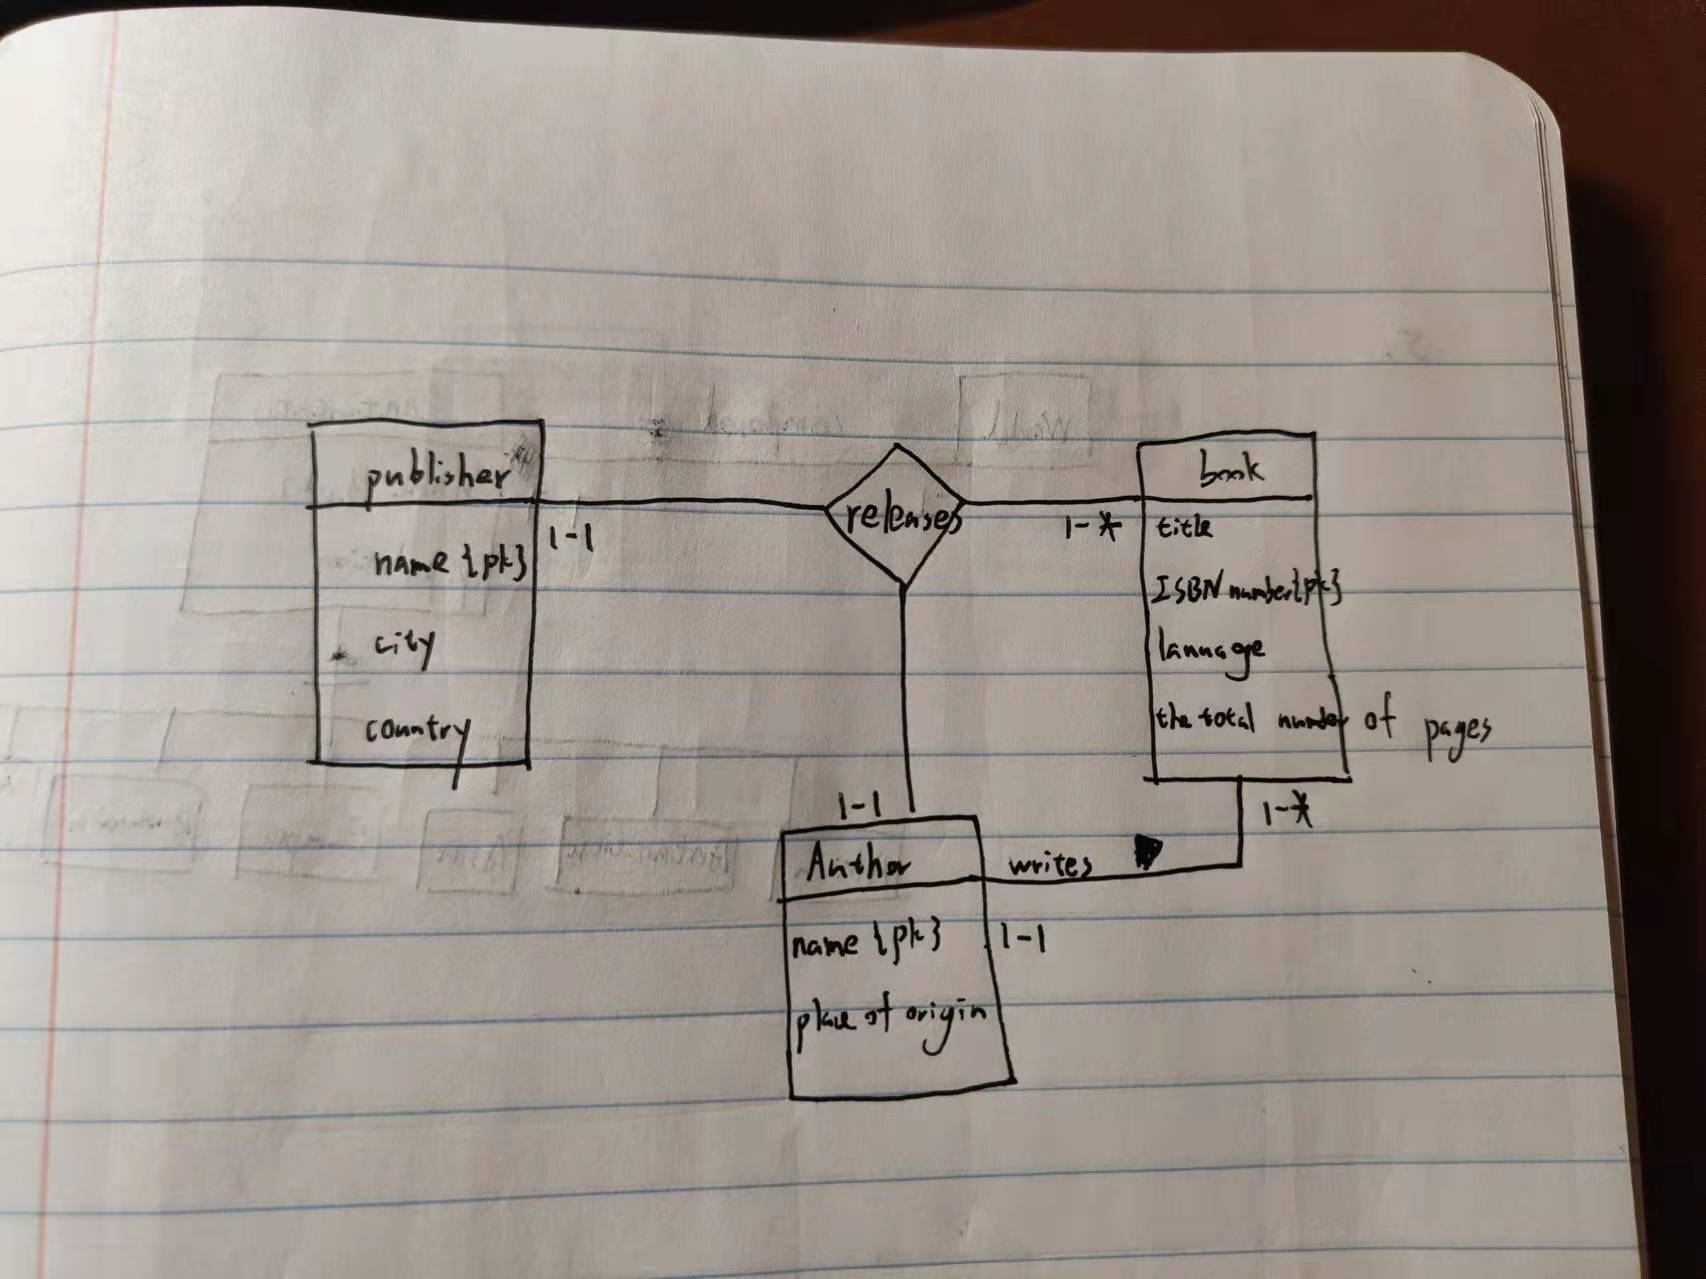 publisher
name {pk}
city
country
1-1
releases
1-*
book
title
ISBN number{pk}
lannage
the total number of pages
1-*
1-1
Author
name {pk}
place of origin
writes
1-1